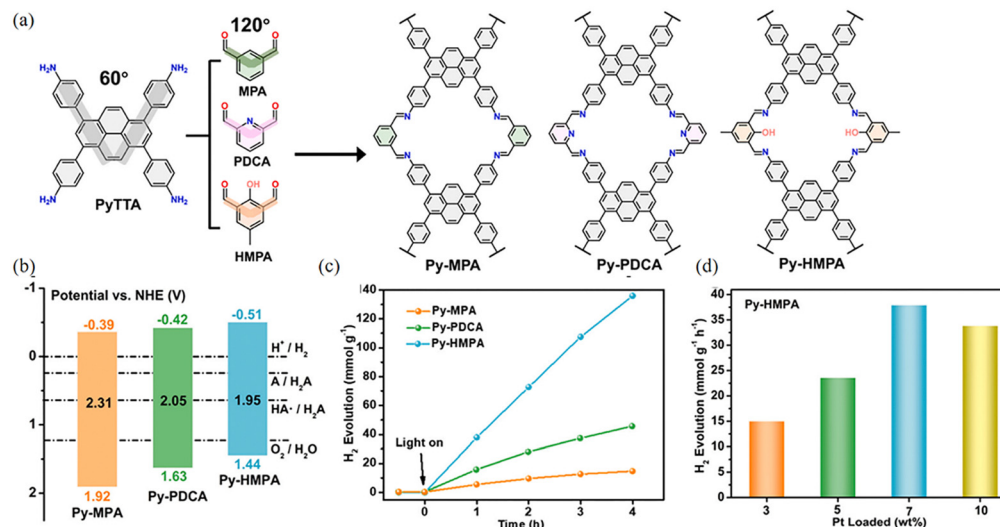 (a)
60°
NH₂
NH₂
H₂N
H₂N
PyTTA
120°
O
O
MPA
O
N
O
PDCA
O
OH
O
HMPA
N
N
N
N
Py-MPA
N
N
N
N
N
N
Py-PDCA
N
N
OH
HO
N
N
Py-HMPA
(b)
Potential vs. NHE (V)
-1
0
1
2
-0.39
2.31
1.92
Py-MPA
-0.42
2.05
1.63
Py-PDCA
-0.51
1.95
1.44
Py-HMPA
H⁺ / H₂
A / H₂A
HA· / H₂A
O₂ / H₂O
(c)
H₂ Evolution (mmol g⁻¹)
140
120
100
80
60
40
20
0
Py-MPA
Py-PDCA
Py-HMPA
Light on
0 1 2 3 4
Time (h)
(d)
H₂ Evolution (mmol g⁻¹ h⁻¹)
40
35
30
25
20
15
10
5
0
Py-HMPA
3 5 7 10
Pt Loaded (wt%)